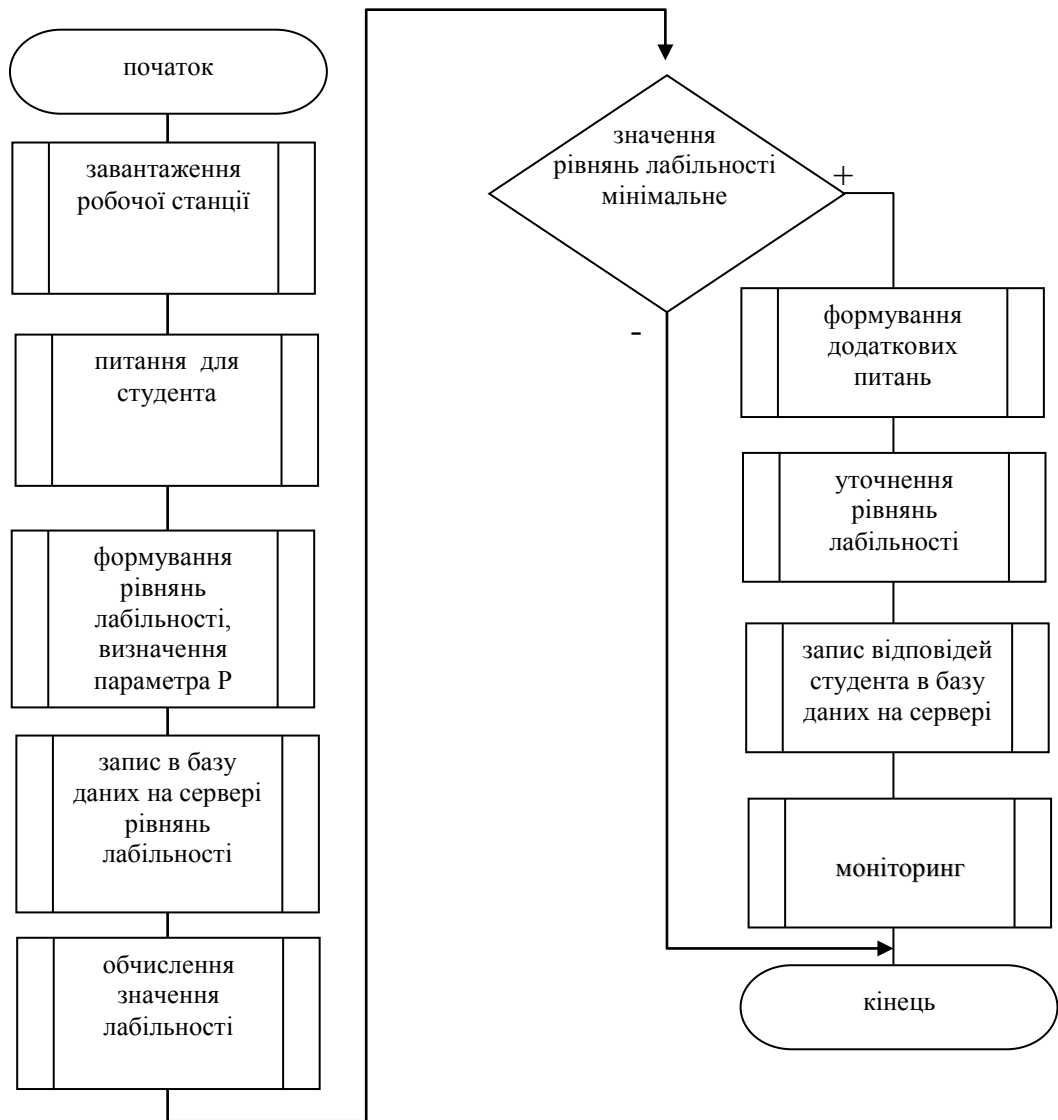 початок
завантаження
робочої станції
питання для
студента
формування
рівнянь
лабільності,
визначення
параметра Р
запис в базу
даних на сервері
рівнянь
лабільності
обчислення
значення
лабільності
значення
рівнянь лабільності
мінімальне
+
-
формування
додаткових
питань
уточнення
рівнянь
лабільності
запис відповідей
студента в базу
даних на сервері
моніторинг
кінець